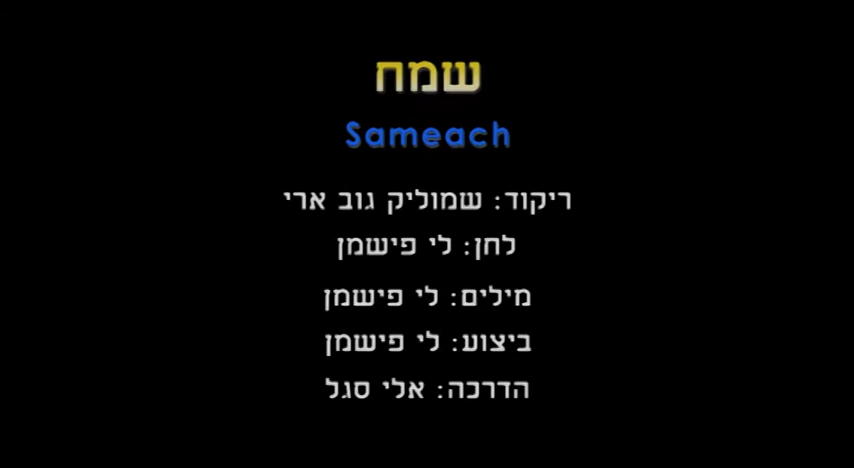 שמח
Sameach
ריקוד: שמוליק גוב ארי
לחן: לי פישמן
מילים: לי פישמן
ביצוע: לי פישמן
הדרכה: אלי סגל